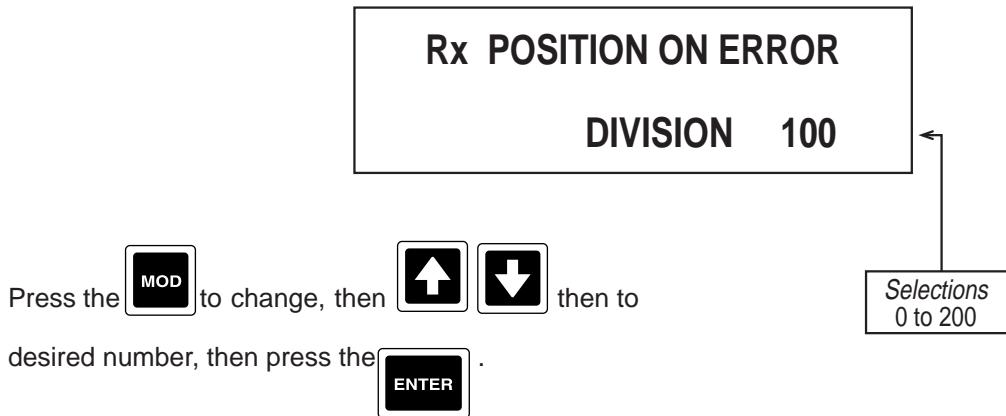 Rx POSITION ON ERROR
DIVISION 100
Press the MOD to change, then then to
Selections
0 to 200
desired number, then press the ENTER .